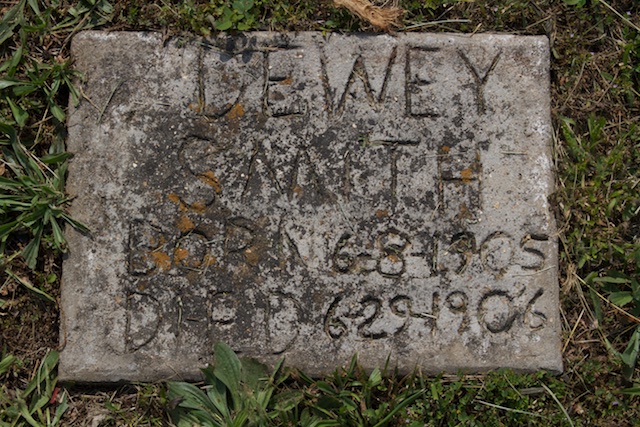 DEWEY
SMITH
BORN 6-8-1905
DIED 6-29-1906